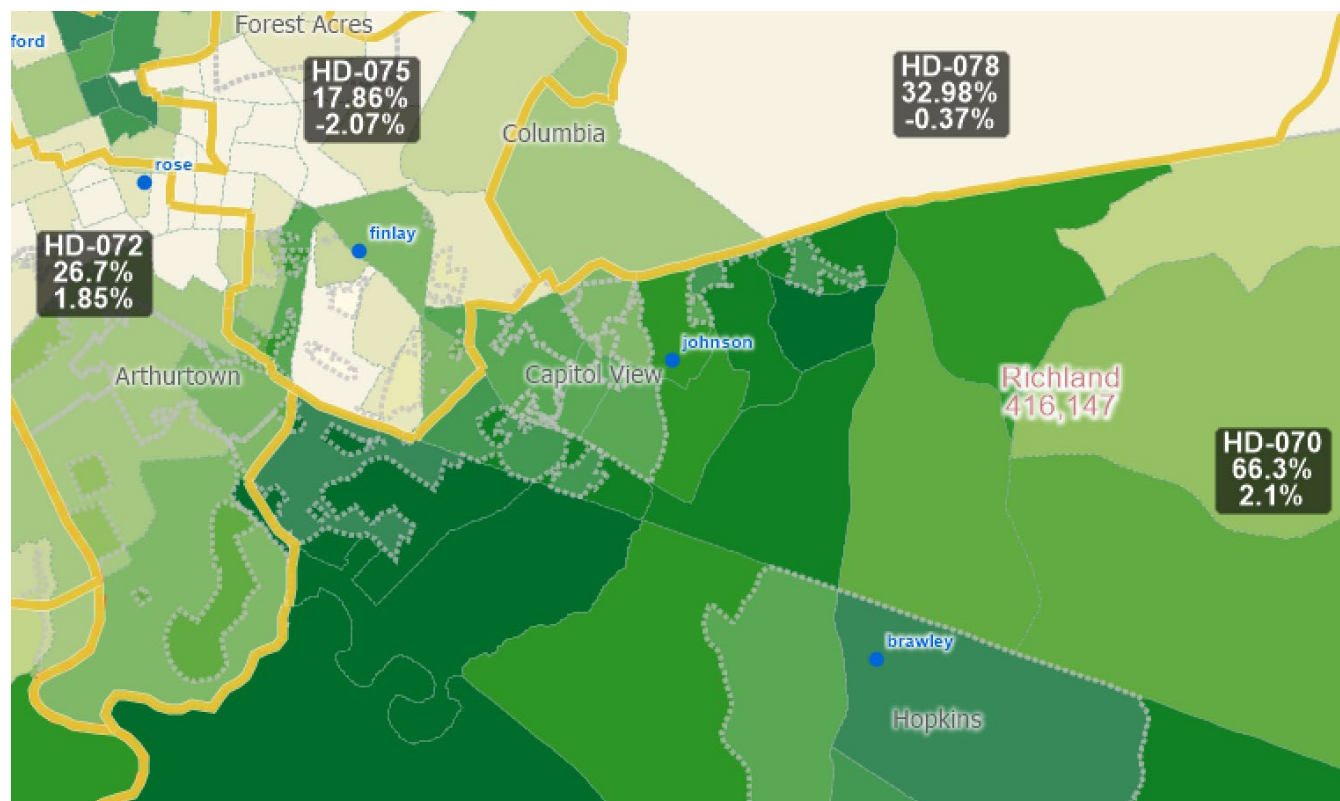 Forest Acres
ford
HD-075
17.86%
-2.07%
HD-078
32.98%
-0.37%
Columbia
rose
finlay
HD-072
26.7%
1.85%
johnson
Arthurtown
Capitol View
Richland
416,147
HD-070
66.3%
2.1%
brawley
Hopkins